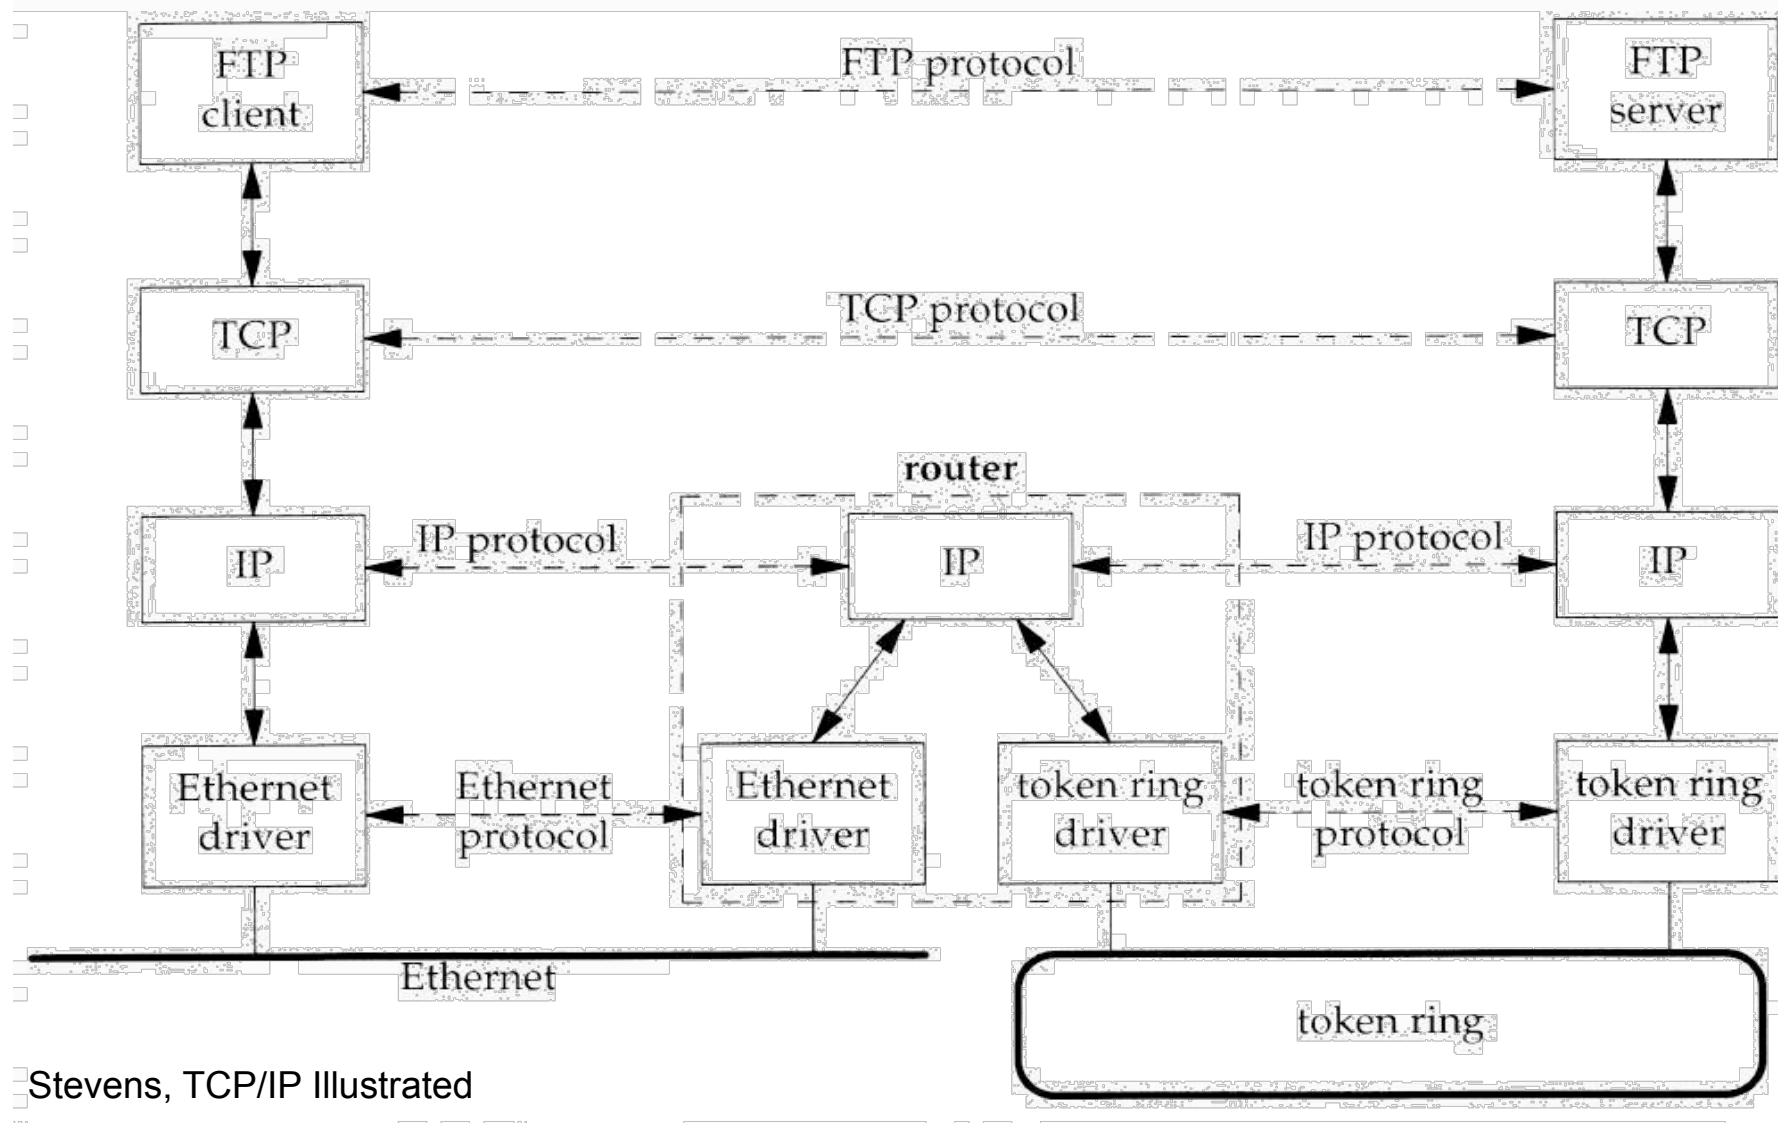 FTP
client
FTP protocol
FTP
server
TCP
TCP protocol
TCP
router
IP
IP protocol
IP
IP protocol
IP
Ethernet
driver
Ethernet
protocol
Ethernet
driver
token ring
driver
token ring
protocol
token ring
driver
Ethernet
token ring
Stevens, TCP/IP Illustrated